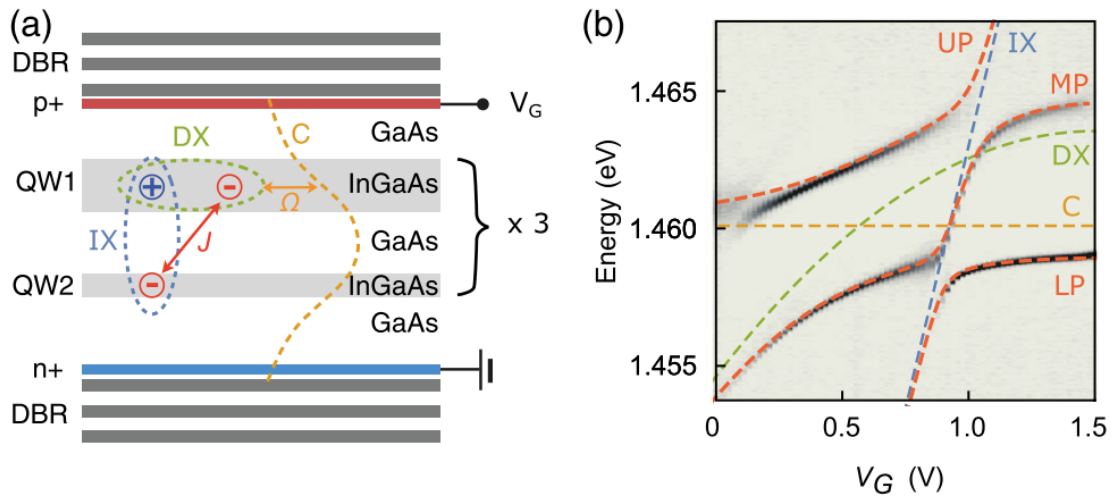 (a)
DBR
p+
V_G
C
GaAs
DX
QW1
+
-
InGaAs
Ω
x 3
IX
J
GaAs
QW2
-
InGaAs
GaAs
n+
DBR
(b)
UP
IX
MP
1.465
DX
Energy (eV)
C
1.460
LP
1.455
0
0.5
1.0
1.5
V_G (V)